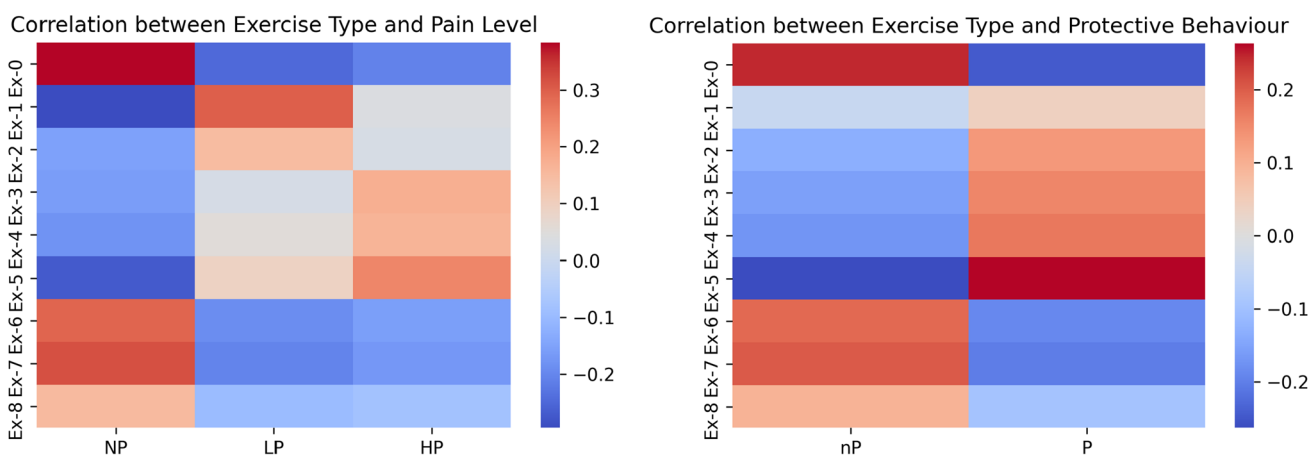 Correlation between Exercise Type and Pain Level
Ex-0
Ex-1
Ex-2
Ex-3
Ex-4
Ex-5
Ex-6
Ex-7
Ex-8
NP LP HP
0.3
0.2
0.1
0.0
−0.1
−0.2
Correlation between Exercise Type and Protective Behaviour
Ex-0
Ex-1
Ex-2
Ex-3
Ex-4
Ex-5
Ex-6
Ex-7
Ex-8
nP P
0.2
0.1
0.0
−0.1
−0.2